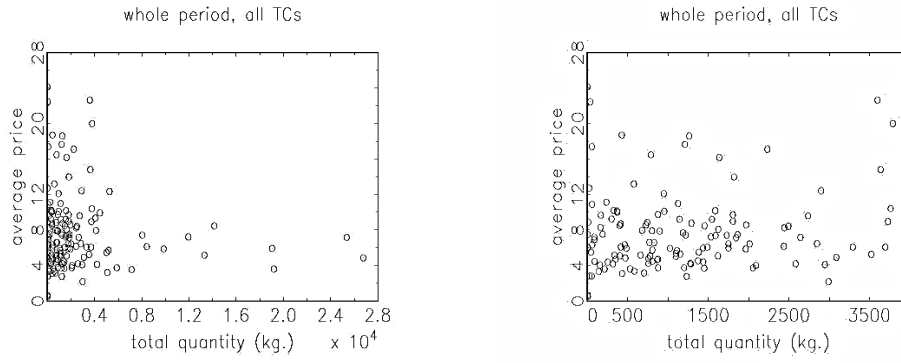 whole period, all TCs
28
20
12
8
4
0
average price
0.4 0.8 1.2 1.6 2.0 2.4 2.8
total quantity (kg.) x 10⁴
whole period, all TCs
28
20
12
8
4
0
average price
0 500 1500 2500 3500
total quantity (kg.)